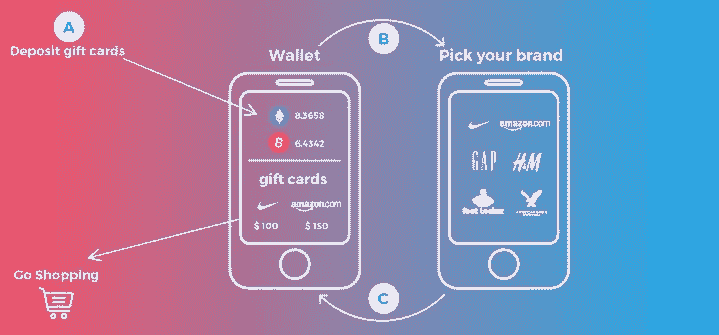 A
Deposit gift cards
Wallet
B
Pick your brand
8.3658
6.4342
gift cards
amazon.com
$100
$150
amazon.com
GAP
H&M
foot locker
Go Shopping
C